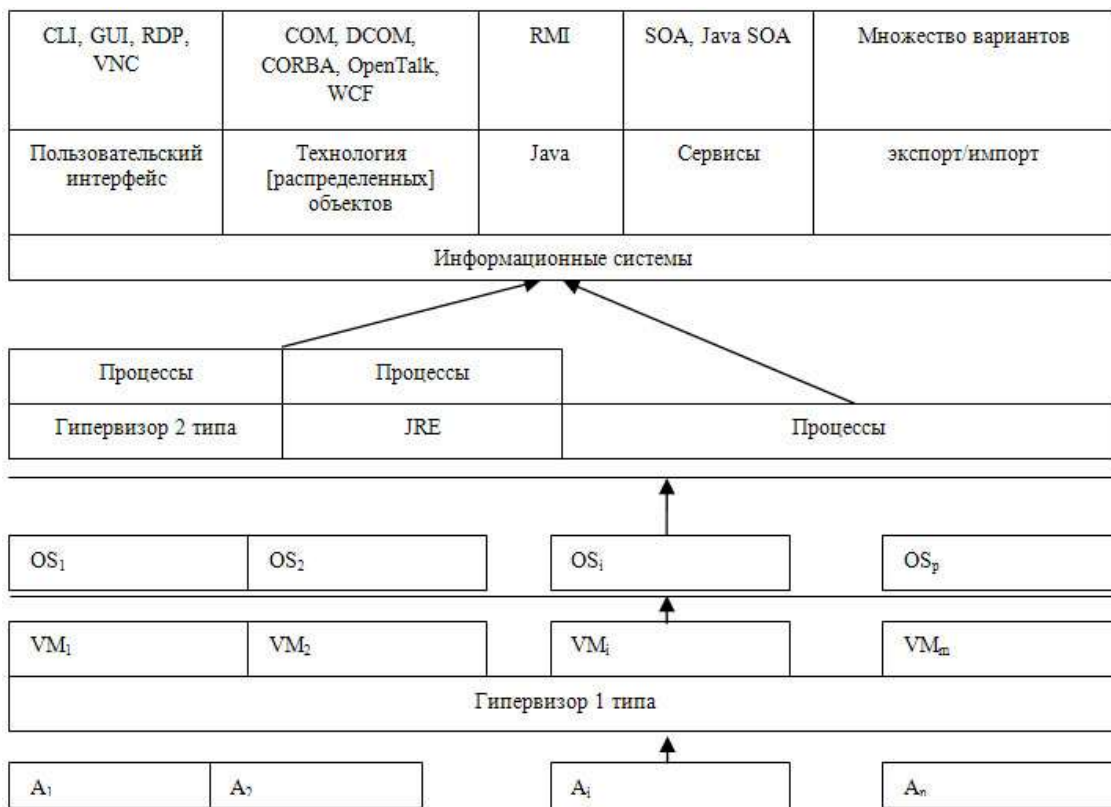 CLI, GUI, RDP,
VNC
COM, DCOM,
CORBA, OpenTalk,
WCF
RMI
SOA, Java SOA
Множество вариантов
Пользовательский
интерфейс
Технология
[распределенных]
объектов
Java
Сервисы
экспорт/импорт
Информационные системы
Процессы
Процессы
Гипервизор 2 типа
JRE
Процессы
OS₁
OS₂
OSᵢ
OSₚ
VM₁
VM₂
VMᵢ
VMₘ
Гипервизор 1 типа
A₁
A₂
Aᵢ
Aₙ